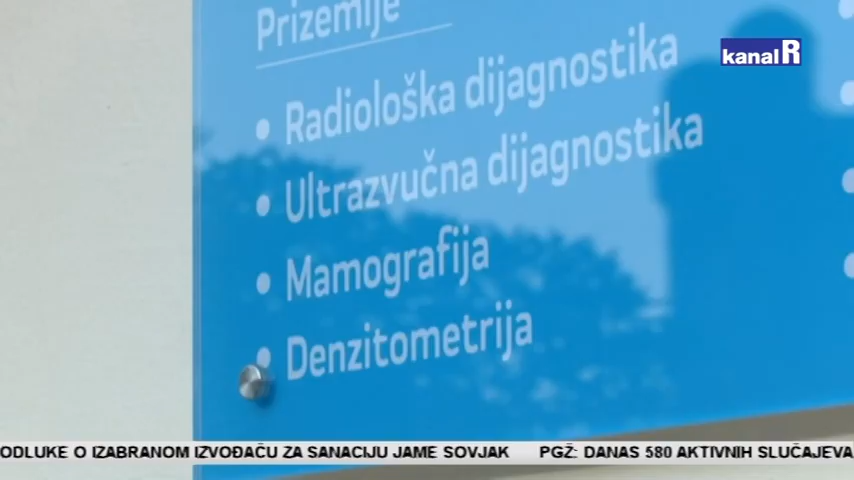 Prizemije
kanal R
• Radiološka dijagnostika
• Ultrazvučna dijagnostika
• Mamografija
• Denzitometrija
ODLUKE O IZABRANOM IZVOĐAČU ZA SANACIJU JAME SOVJAK PGŽ: DANAS 580 AKTIVNIH SLUČAJEVA,